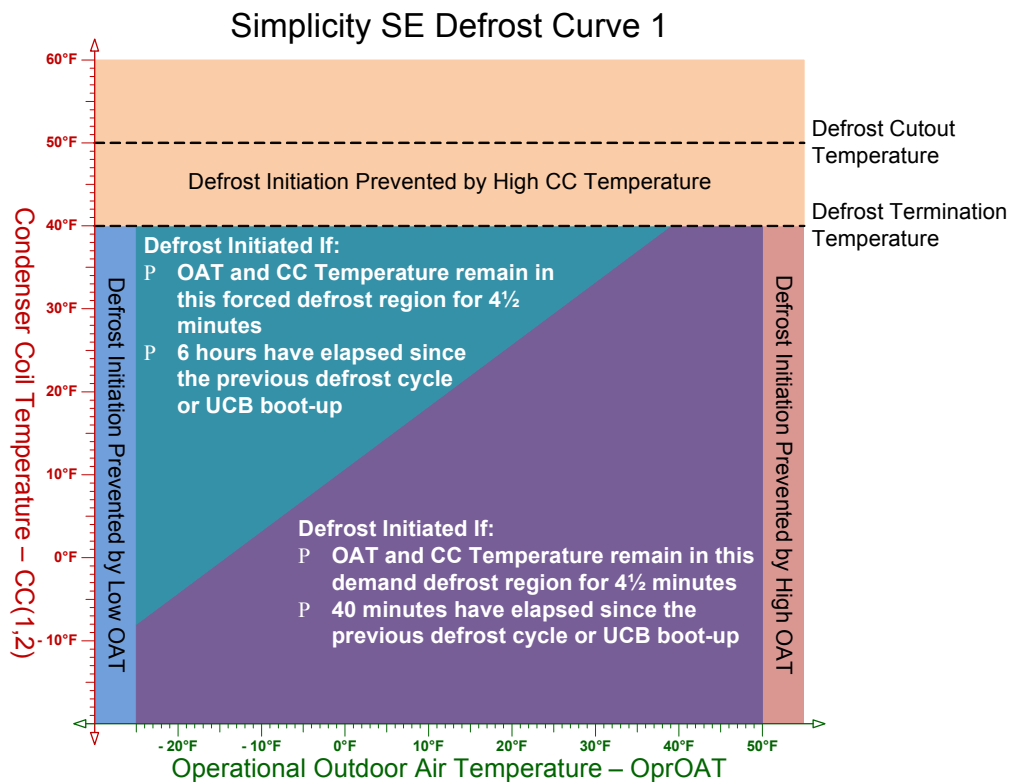 Simplicity SE Defrost Curve 1
60°F
50°F
40°F
30°F
20°F
10°F
0°F
- 10°F
Condenser Coil Temperature – CC(1,2)
Defrost Cutout
Temperature
Defrost Initiation Prevented by High CC Temperature
Defrost Termination
Temperature
Defrost Initiation Prevented by Low OAT
Defrost Initiated If:
P OAT and CC Temperature remain in
this forced defrost region for 4½
minutes
P 6 hours have elapsed since
the previous defrost cycle
or UCB boot-up
Defrost Initiated If:
P OAT and CC Temperature remain in this
demand defrost region for 4½ minutes
P 40 minutes have elapsed since the
previous defrost cycle or UCB boot-up
Defrost Initiation Prevented by High OAT
- 20°F
- 10°F
0°F
10°F
20°F
30°F
40°F
50°F
Operational Outdoor Air Temperature – OprOAT